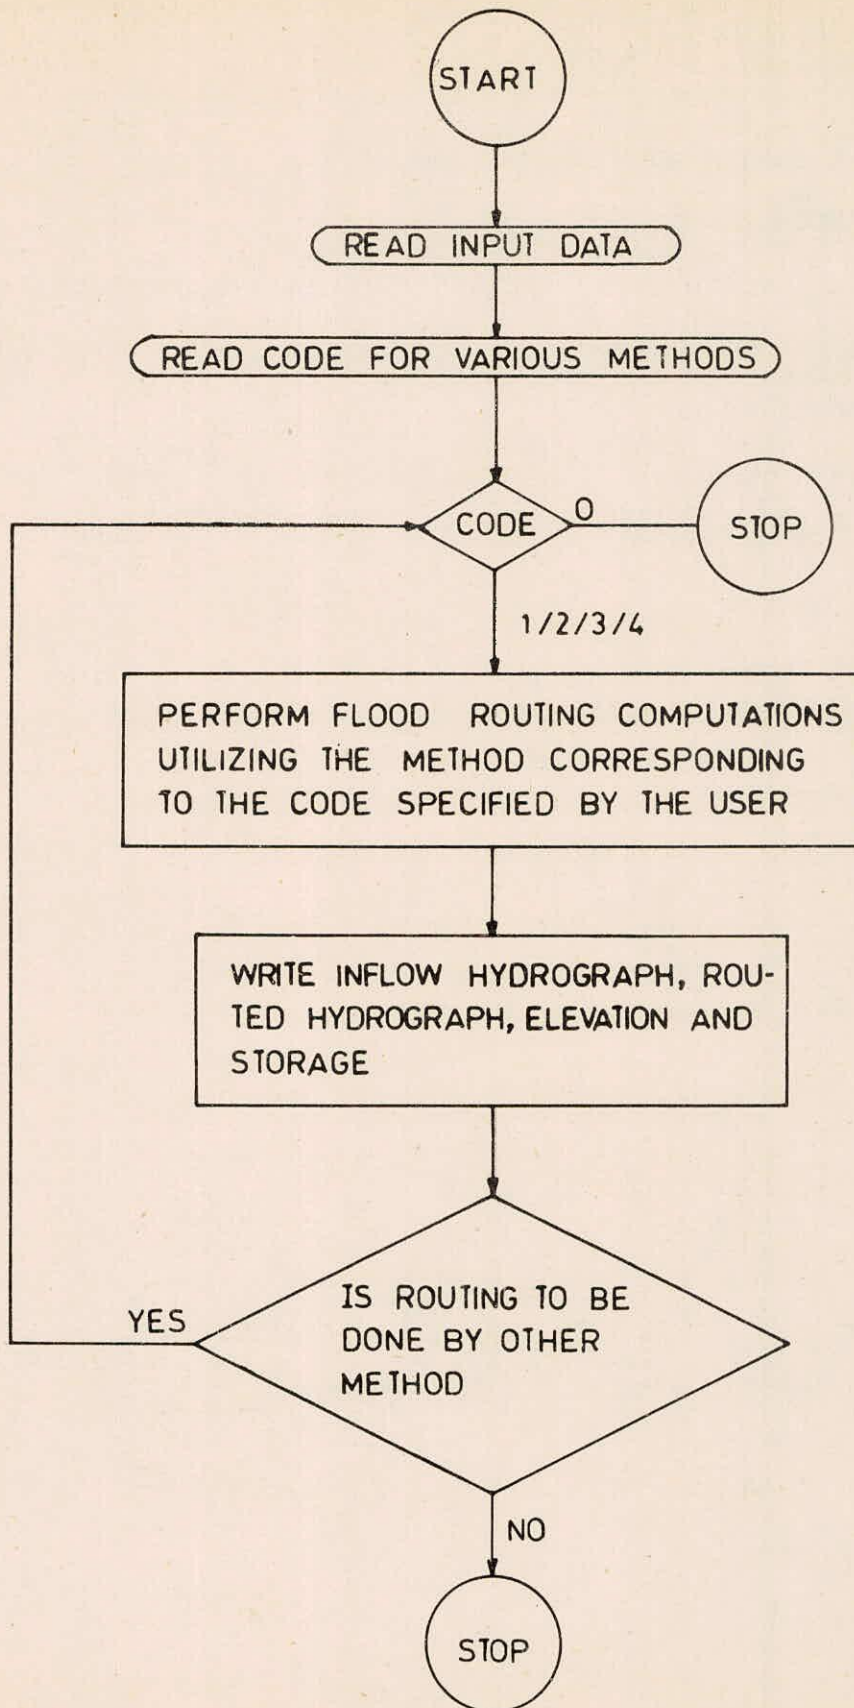 START
READ INPUT DATA
READ CODE FOR VARIOUS METHODS
CODE
0
STOP
1/2/3/4
PERFORM FLOOD ROUTING COMPUTATIONS
UTILIZING THE METHOD CORRESPONDING
TO THE CODE SPECIFIED BY THE USER
WRITE INFLOW HYDROGRAPH, ROU-
TED HYDROGRAPH, ELEVATION AND
STORAGE
IS ROUTING TO BE
DONE BY OTHER
METHOD
YES
NO
STOP